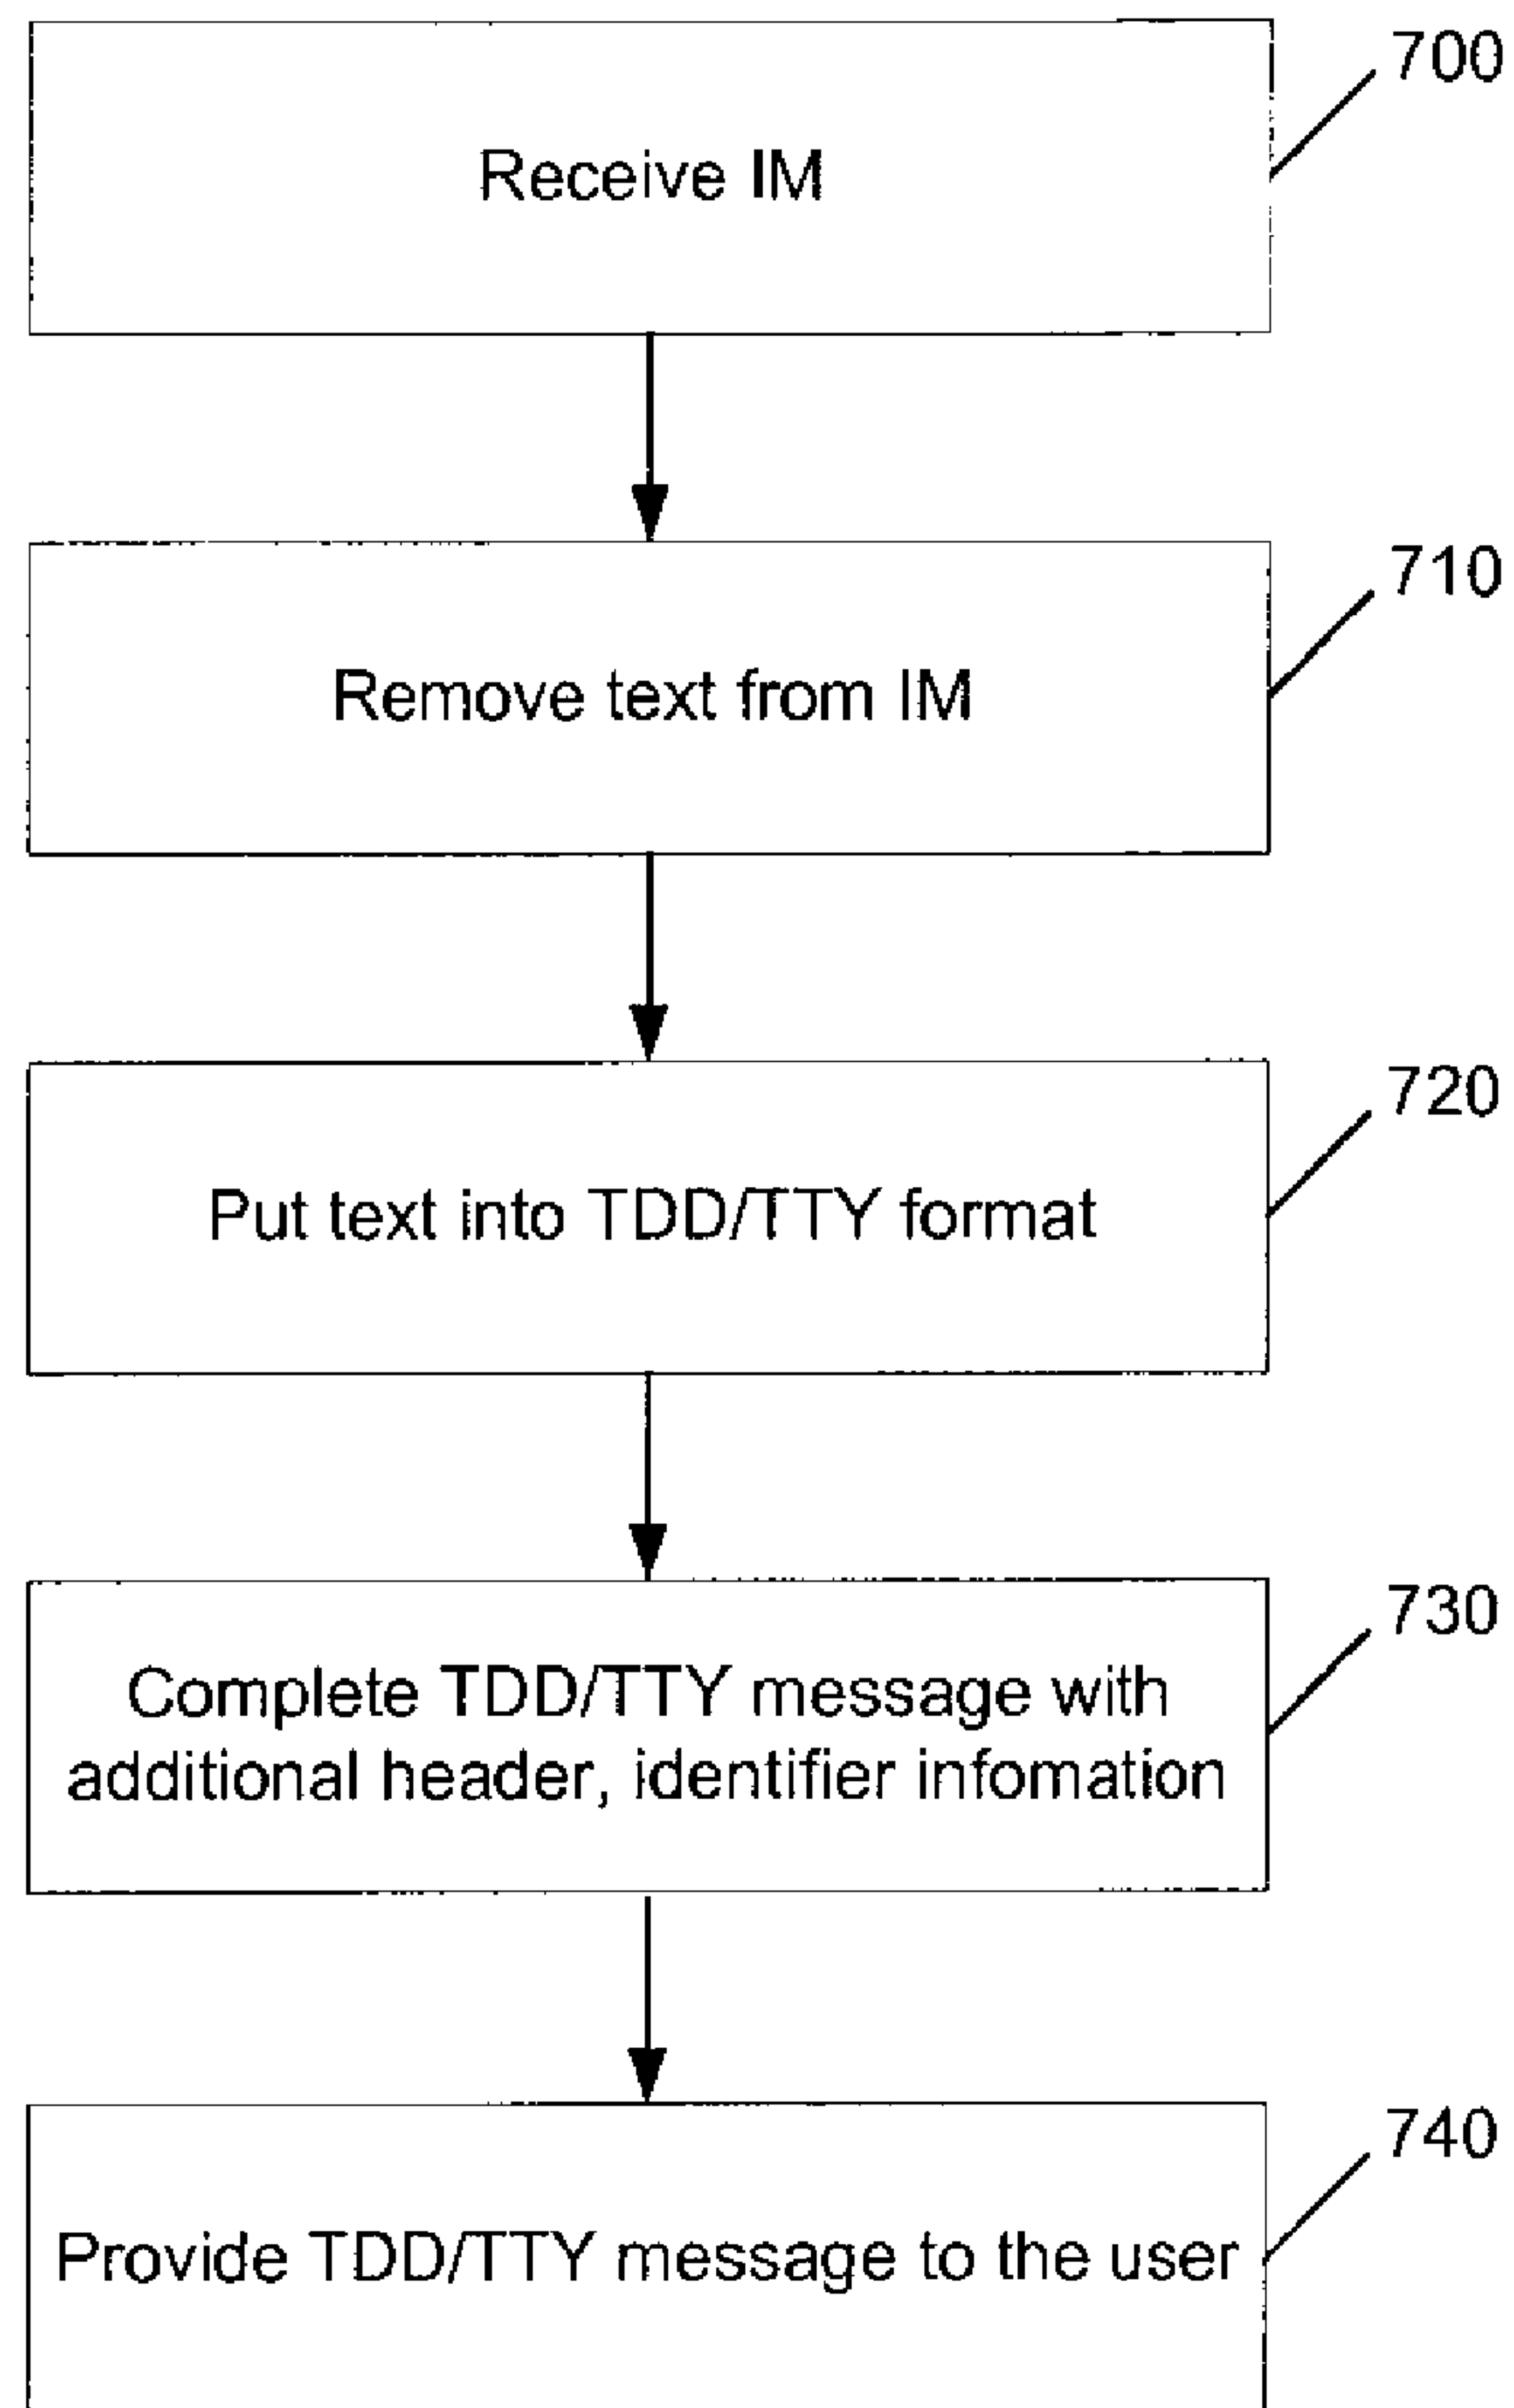 700
Receive IM
710
Remove text from IM
720
Put text into TDD/TTY format
730
Complete TDD/TTY message with
additional header, identifier infomation
740
Provide TDD/TTY message to the user